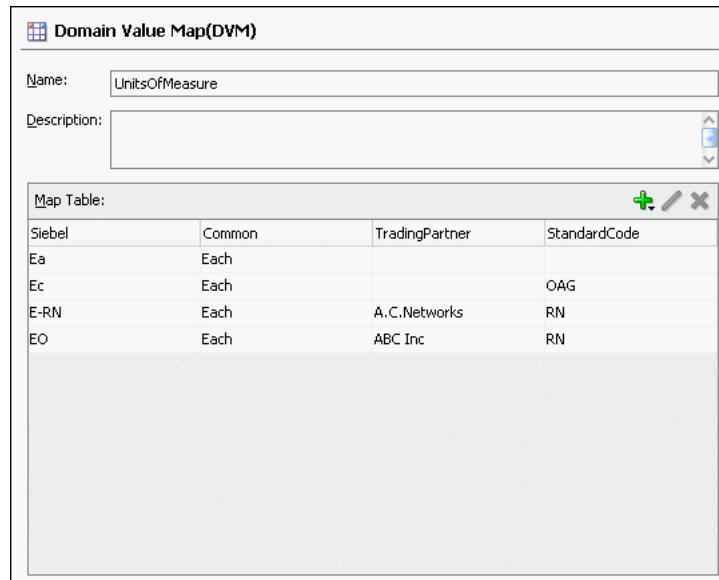 Domain Value Map(DVM)
Name: UnitsOfMeasure
Description:
Map Table:
Siebel Common TradingPartner StandardCode
Ea Each
Ec Each OAG
E-RN Each A.C.Networks RN
EO Each ABC Inc RN